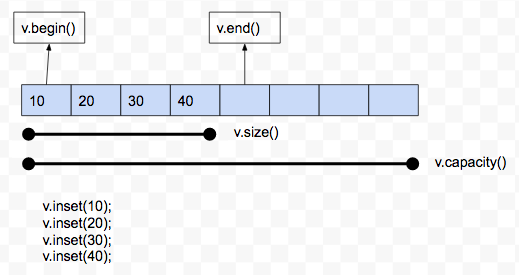 v.begin()
v.end()
10 20 30 40
v.size()
v.capacity()
v.inset(10);
v.inset(20);
v.inset(30);
v.inset(40);